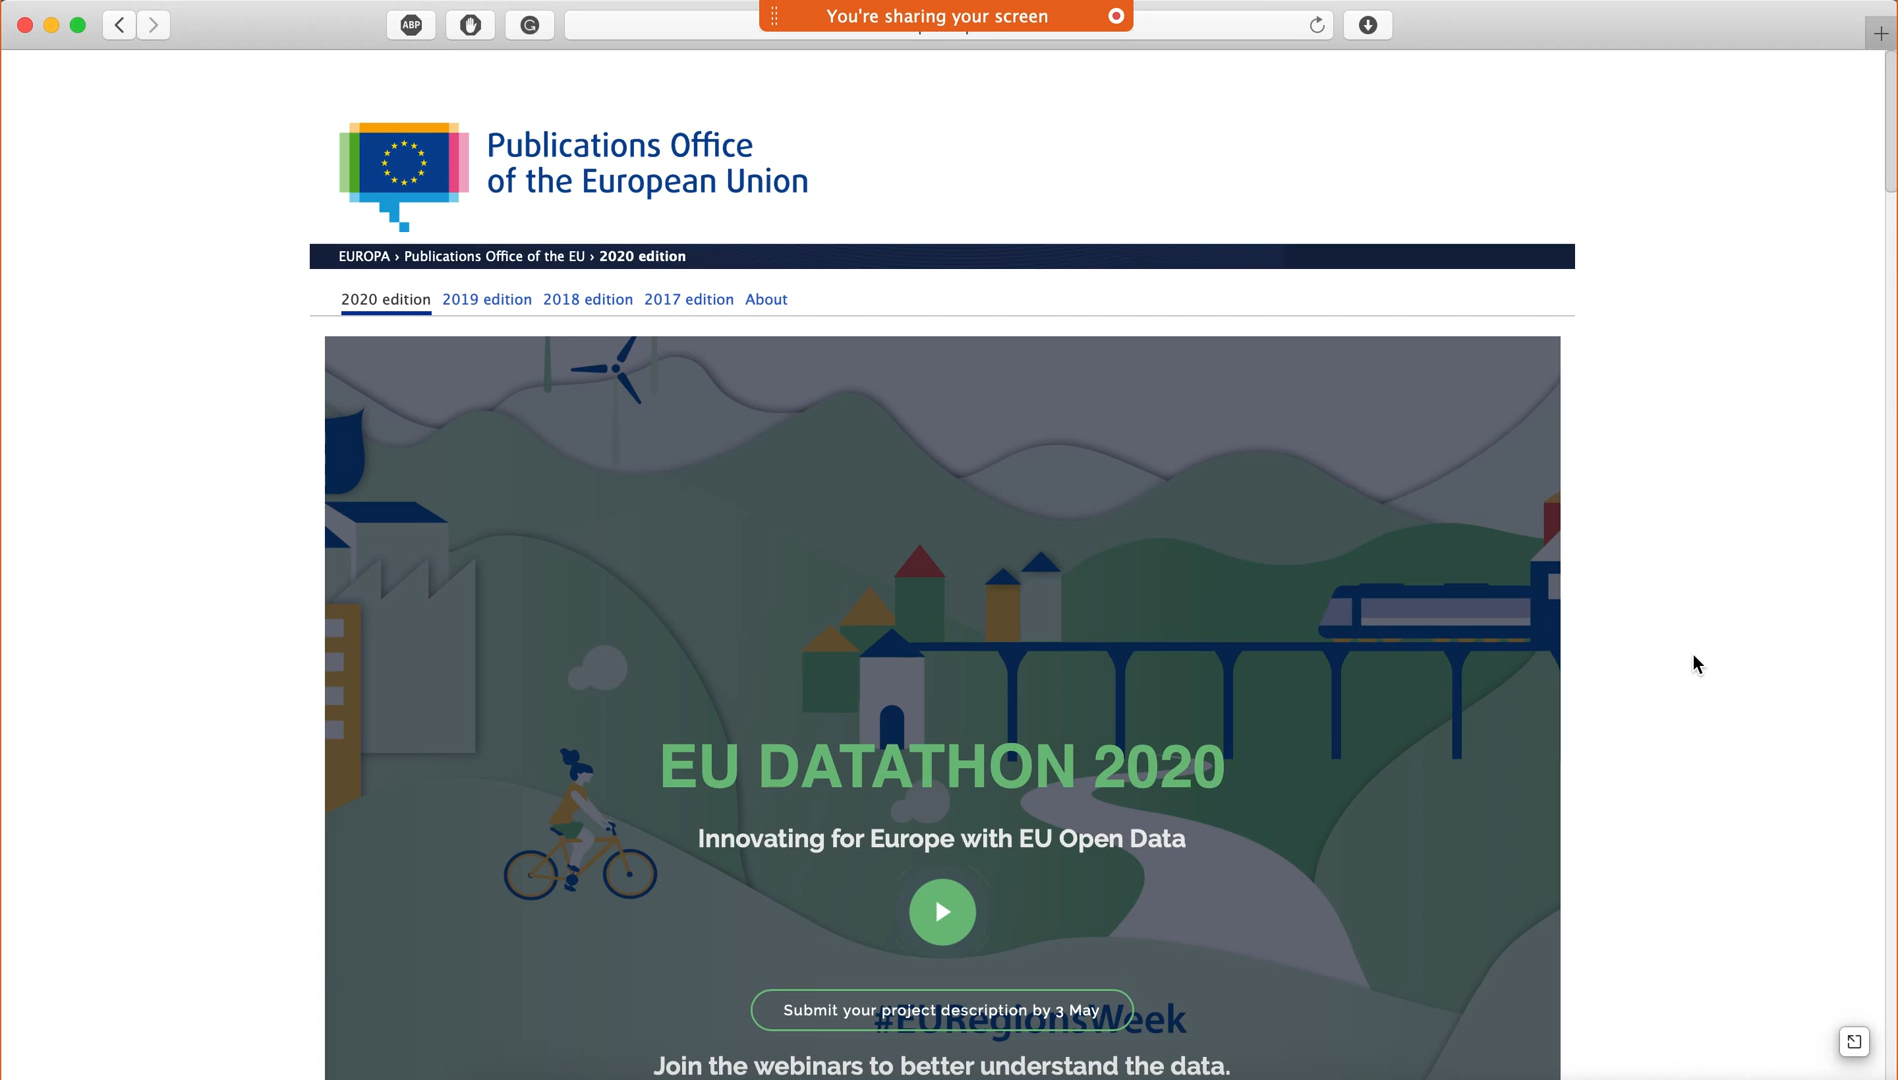 You're sharing your screen
ABP
G
Publications Office
of the European Union
EUROPA › Publications Office of the EU › 2020 edition
2020 edition 2019 edition 2018 edition 2017 edition About
EU DATATHON 2020
Innovating for Europe with EU Open Data
Submit your project description by 3 May
#EURegionsWeek
Join the webinars to better understand the data.